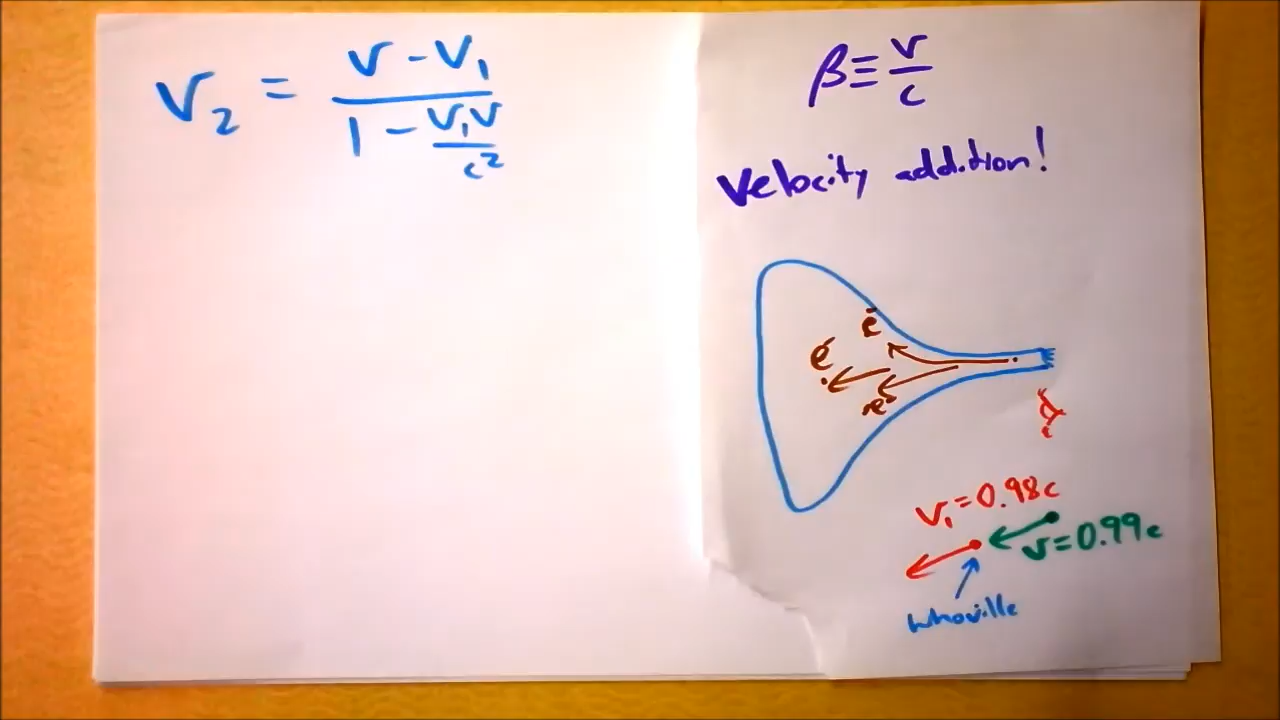 v₂ = (v - v₁) / (1 - v₁v/c²)
β ≡ v/c
Velocity addition!
e⁻
e⁻
e⁻
v₁ = 0.98c
v = 0.99c
whoville